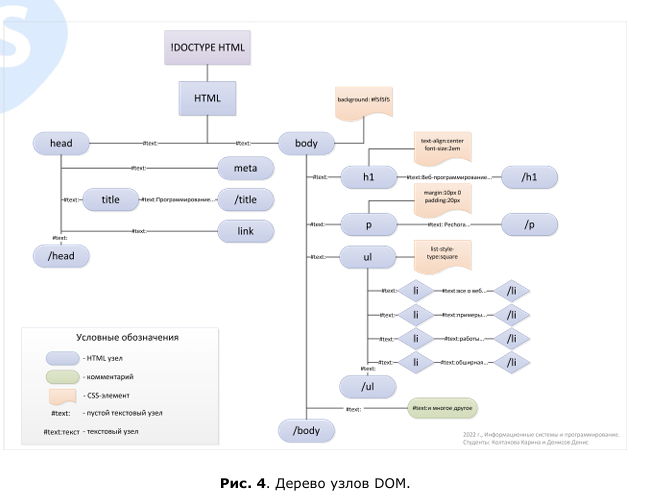 S
!DOCTYPE HTML
HTML
background: #f5f5f5
head
#text:
#text:
body
text-align:center
font-size:2em
#text:
meta
#text:
h1
#text:Веб-программирование...
/h1
#text:
title
#text:Программирование...
/title
margin:10px 0
padding:20px
#text:
link
#text:
p
#text: Pechora...
/p
#text:
/head
#text:
ul
list-style-
type:square
#text:
li
#text:все о веб...
/li
#text:
li
#text:примеры...
/li
#text:
li
#text:работы...
/li
#text:
li
#text:обширная...
/li
#text:
/ul
#text:
#text:и многое другое
/body
Условные обозначения
- HTML узел
- комментарий
- CSS-элемент
#text: - пустой текстовый узел
#text:текст - текстовый узел
2022 г., Информационные системы и программирование.
Студенты: Колтакова Карина и Денисов Денис
Рис. 4. Дерево узлов DOM.